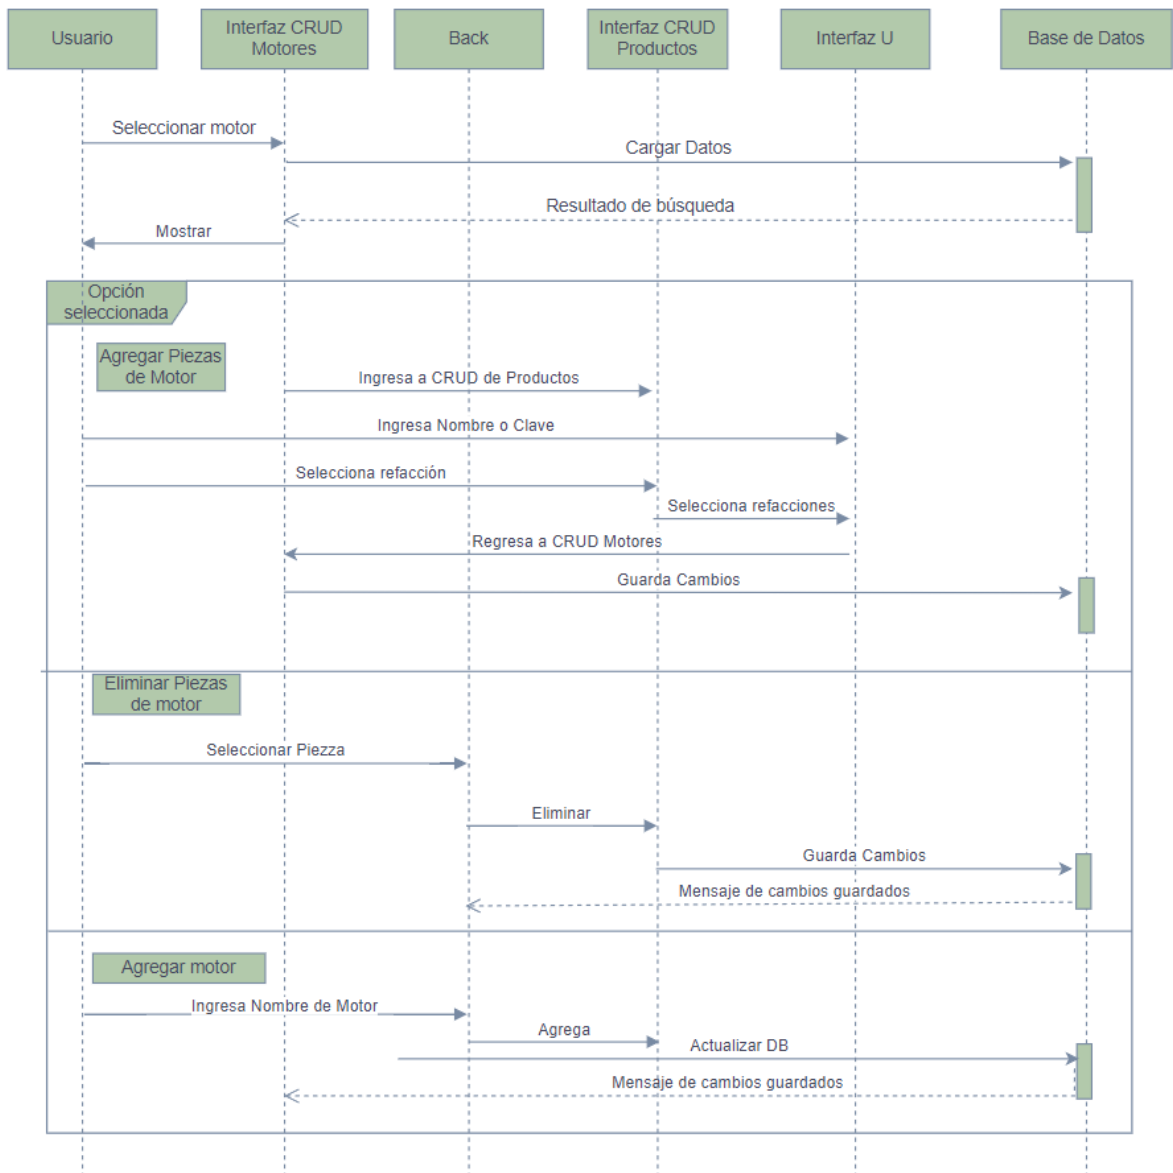 Usuario
Interfaz CRUD
Motores
Back
Interfaz CRUD
Productos
Interfaz U
Base de Datos
Seleccionar motor
Cargar Datos
Resultado de búsqueda
Mostrar
Opción
seleccionada
Agregar Piezas
de Motor
Ingresa a CRUD de Productos
Ingresa Nombre o Clave
Selecciona refacción
Selecciona refacciones
Regresa a CRUD Motores
Guarda Cambios
Eliminar Piezas
de motor
Seleccionar Piezza
Eliminar
Guarda Cambios
Mensaje de cambios guardados
Agregar motor
Ingresa Nombre de Motor
Agrega
Actualizar DB
Mensaje de cambios guardados